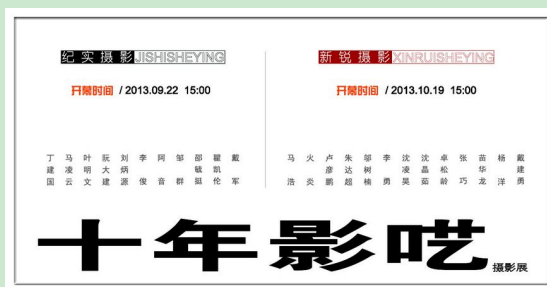 纪实摄影JISHISHEYING
开幕时间 / 2013.09.22 15:00
丁建国
马凌云
叶明文
阮大建
刘炳源
李俊
阿音
邹群
邵毓挺
瞿凯伦
戴军
新锐摄影XINRUISHEYING
开幕时间 / 2013.10.19 15:00
马浩
火炎
卢彦鹏
朱达超
邬树楠
李勇
沈凌昊
沈晶茹
卓松龄
张巧
苗华龙
杨洋
戴建勇
十年影呓
摄影展